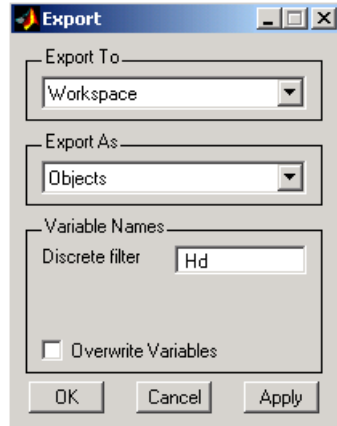 Export
Export To
Workspace
Export As
Objects
Variable Names
Discrete filter Hd
Overwrite Variables
OK Cancel Apply